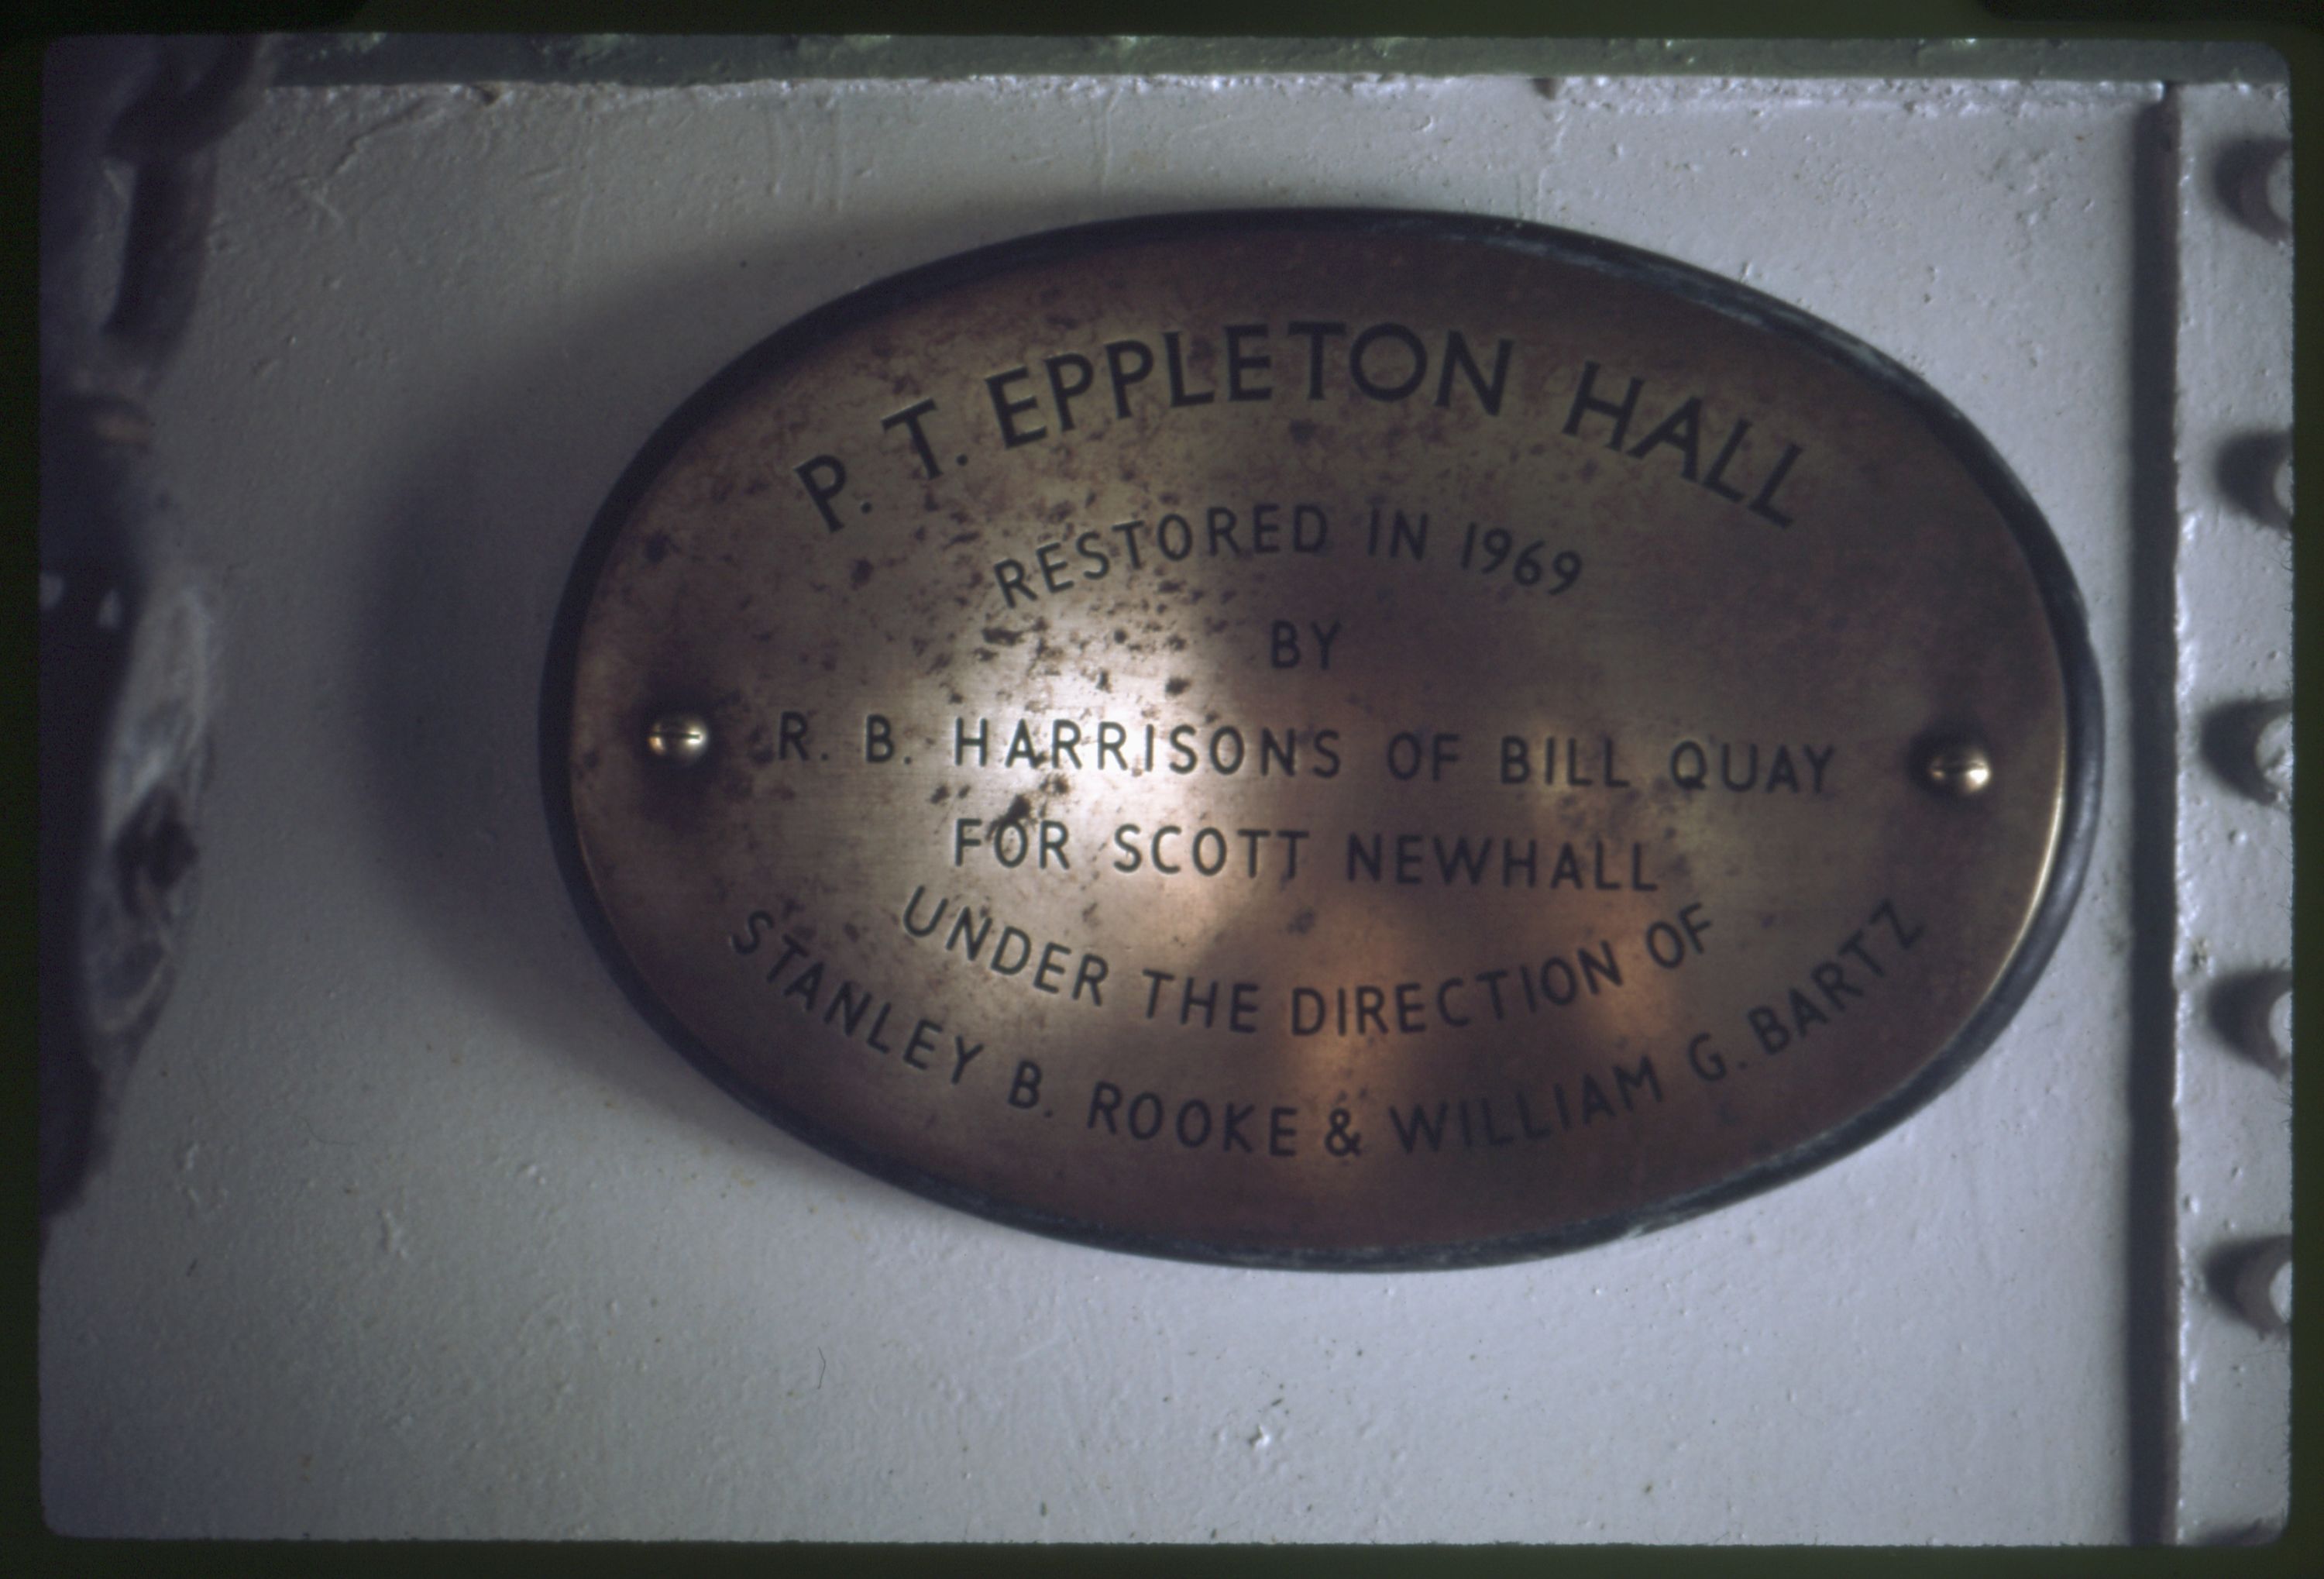 P. T. EPPLETON HALL
RESTORED IN 1969
BY
R. B. HARRISONS OF BILL QUAY
FOR SCOTT NEWHALL
UNDER THE DIRECTION OF
STANLEY B. ROOKE & WILLIAM G. BARTZ